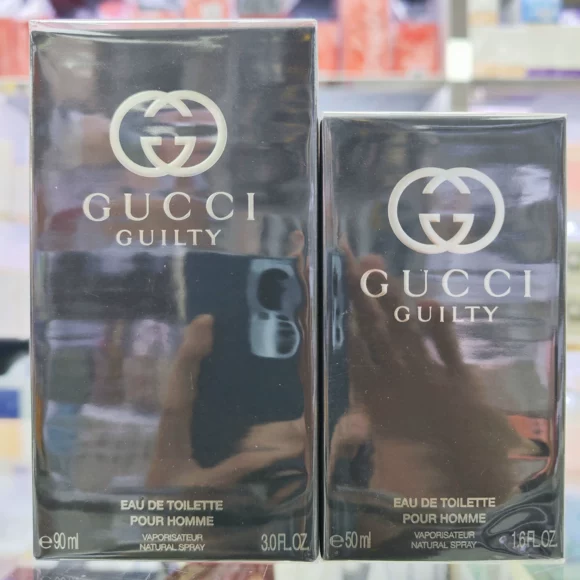 GUCCI
GUILTY
EAU DE TOILETTE
POUR HOMME
VAPORISATEUR
NATURAL SPRAY
℮90 ml
3.0 FL.OZ.
GUCCI
GUILTY
EAU DE TOILETTE
POUR HOMME
VAPORISATEUR
NATURAL SPRAY
℮50 ml
1.6 FL.OZ.